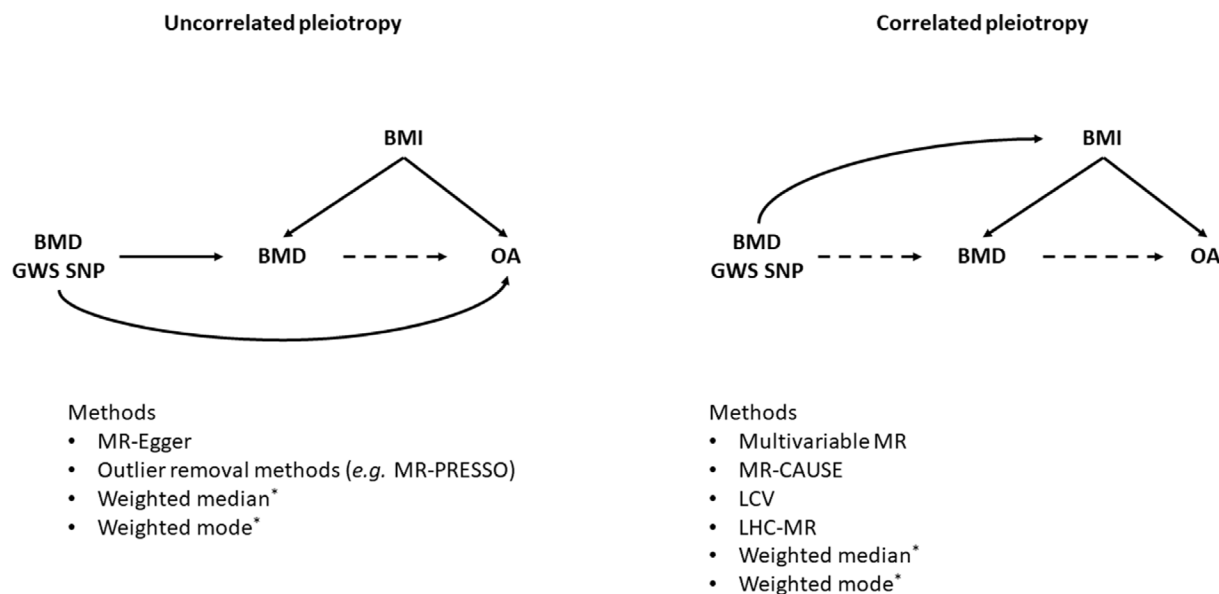 Uncorrelated pleiotropy
BMI
BMD
GWS SNP
BMD
OA
Methods
• MR-Egger
• Outlier removal methods (e.g. MR-PRESSO)
• Weighted median*
• Weighted mode*
Correlated pleiotropy
BMI
BMD
GWS SNP
BMD
OA
Methods
• Multivariable MR
• MR-CAUSE
• LCV
• LHC-MR
• Weighted median*
• Weighted mode*